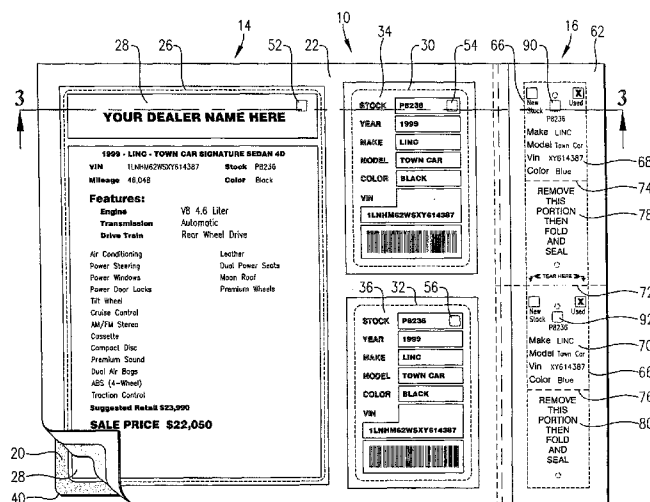 14
10
16
28
26
52
22
34
30
54
66
90
62
3
3
YOUR DEALER NAME HERE
1999 - LINC - TOWN CAR SIGNATURE SEDAN 4D
VIN 1LNHM62WSXY614387 Stock P8236
Mileage 46,048 Color Black
Features:
Engine V8 4.6 Liter
Transmission Automatic
Drive Train Rear Wheel Drive
Air Conditioning Leather
Power Steering Dual Power Seats
Power Windows Moon Roof
Power Door Locks Premium Wheels
Tilt Wheel
Cruise Control
AM/FM Stereo
Cassette
Compact Disc
Premium Sound
Dual Air Bags
ABS (4-Wheel)
Traction Control
Suggested Retail $23,990
SALE PRICE $22,050
20
28
40
STOCK P8236
YEAR 1999
MAKE LINC
MODEL TOWN CAR
COLOR BLACK
VIN
1LNHM62WSXY614387
36
32
56
STOCK P8236
YEAR 1999
MAKE LINC
MODEL TOWN CAR
COLOR BLACK
VIN
1LNHM62WSXY614387
New Stock X Used
P8236
Make LINC
Model Town Car
Vin XY614387
Color Blue
68
74
REMOVE
THIS
PORTION
THEN
FOLD
AND
SEAL
78
TEAR HERE
72
New Stock X Used
92
P8236
Make LINC
70
Model Town Car
66
Vin XY614387
Color Blue
76
REMOVE
THIS
PORTION
THEN
FOLD
AND
SEAL
80